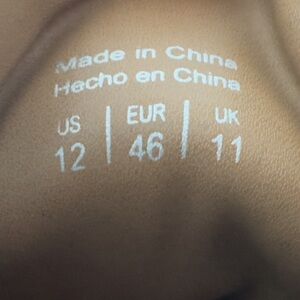 Made in China
Hecho en China
US | EUR | UK
12 | 46 | 11